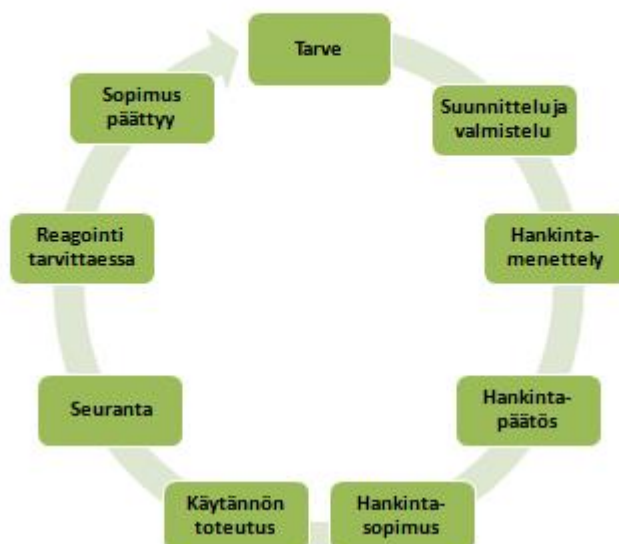 Tarve
Suunnittelu ja
valmistelu
Hankinta-
menettely
Hankinta-
päätös
Hankinta-
sopimus
Käytännön
toteutus
Seuranta
Reagointi
tarvittaessa
Sopimus
päättyy